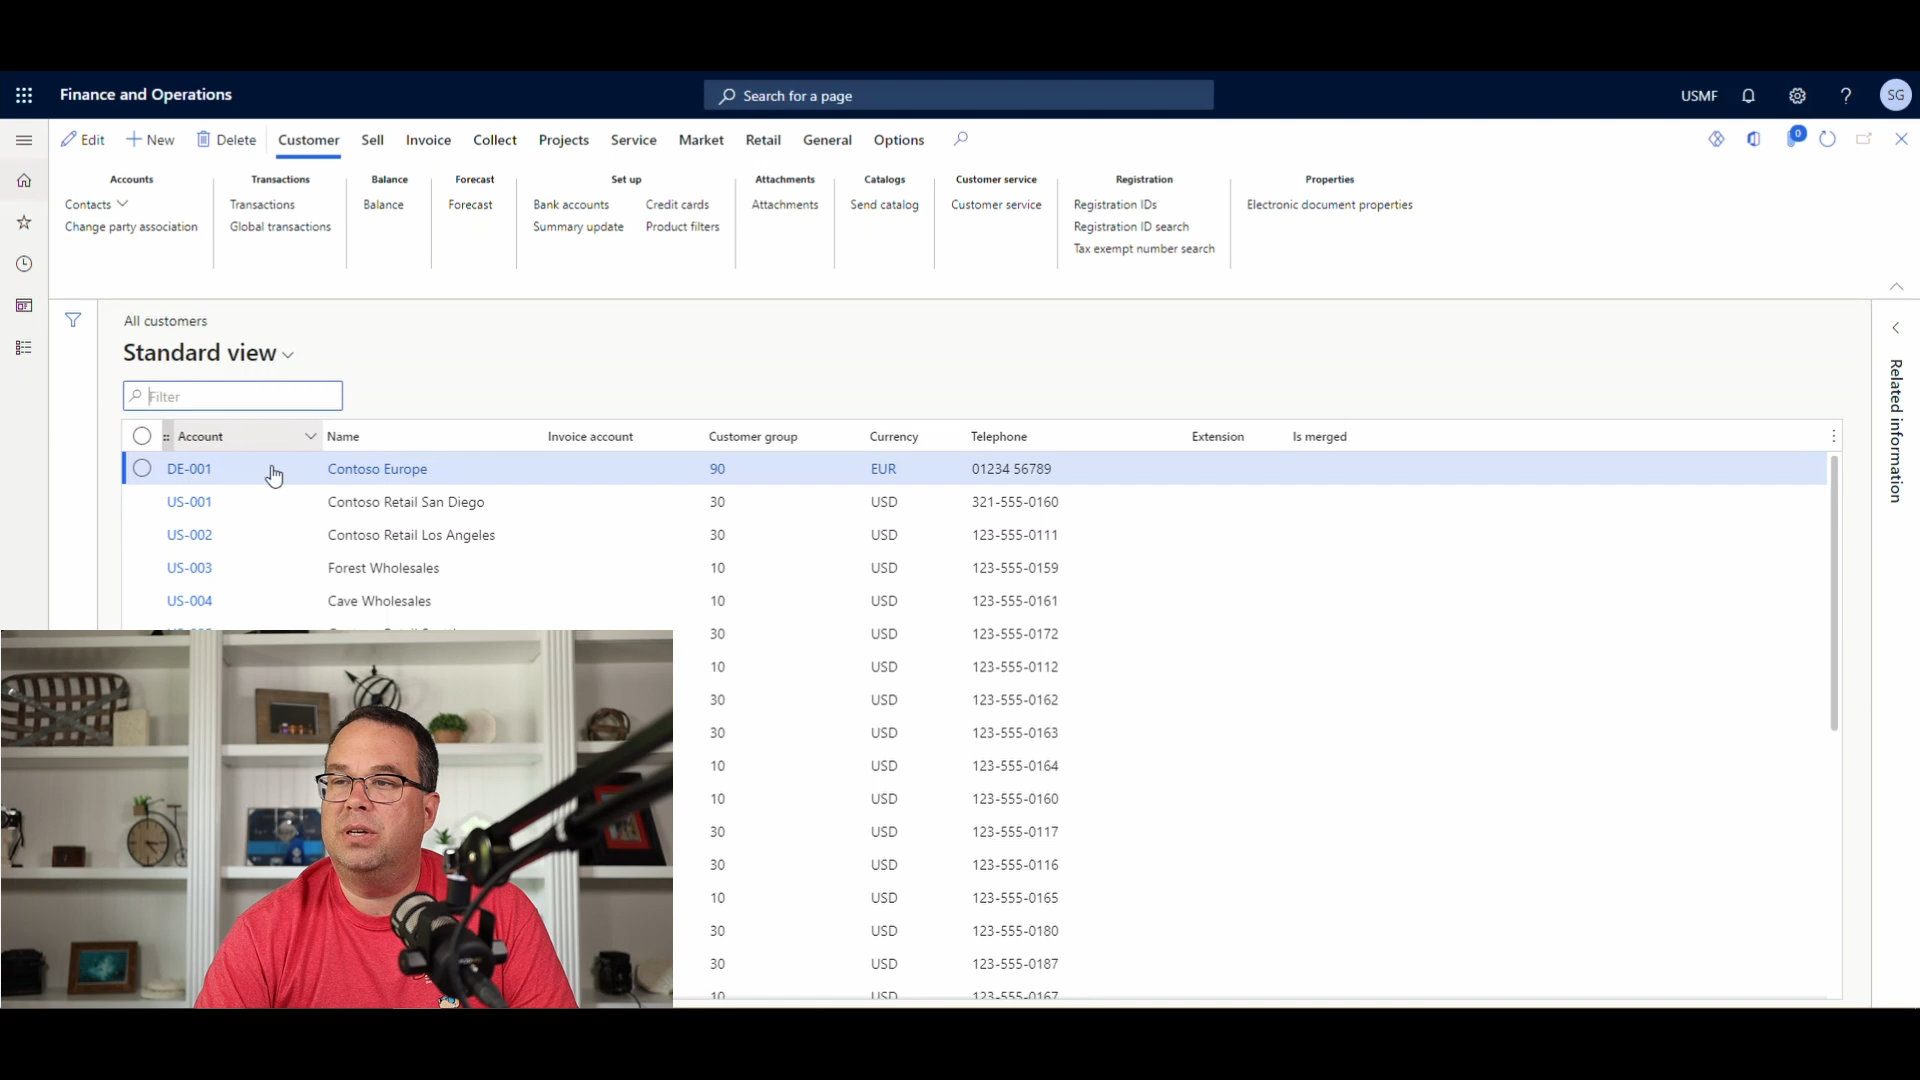 Finance and Operations
Search for a page
USMF
SG
Edit New Delete Customer Sell Invoice Collect Projects Service Market Retail General Options
0
Accounts
Contacts
Change party association
Transactions
Transactions
Global transactions
Balance
Balance
Forecast
Forecast
Set up
Bank accounts Credit cards
Summary update Product filters
Attachments
Attachments
Catalogs
Send catalog
Customer service
Customer service
Registration
Registration IDs
Registration ID search
Tax exempt number search
Properties
Electronic document properties
All customers
Standard view
Filter
Related information
Account Name Invoice account Customer group Currency Telephone Extension Is merged
DE-001 Contoso Europe 90 EUR 01234 56789
US-001 Contoso Retail San Diego 30 USD 321-555-0160
US-002 Contoso Retail Los Angeles 30 USD 123-555-0111
US-003 Forest Wholesales 10 USD 123-555-0159
US-004 Cave Wholesales 10 USD 123-555-0161
30 USD 123-555-0172
10 USD 123-555-0112
30 USD 123-555-0162
30 USD 123-555-0163
10 USD 123-555-0164
10 USD 123-555-0160
30 USD 123-555-0117
30 USD 123-555-0116
10 USD 123-555-0165
30 USD 123-555-0180
30 USD 123-555-0187
10 USD 123-555-0167